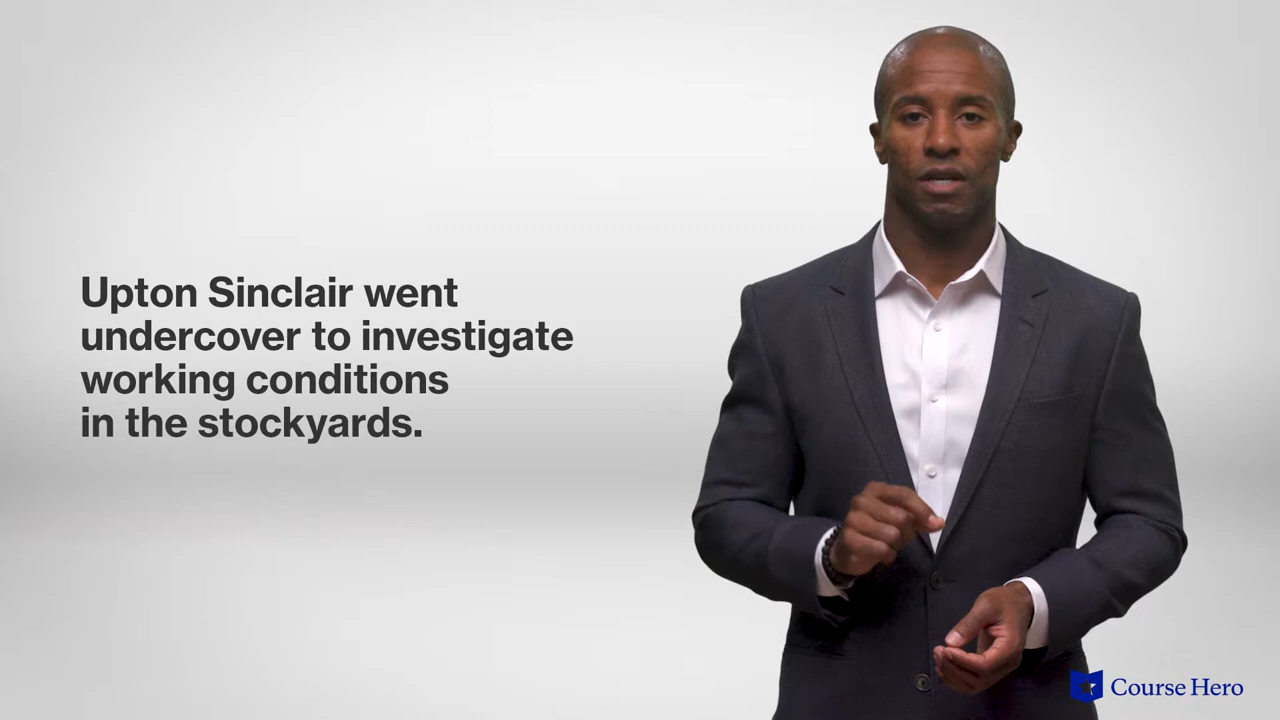 Upton Sinclair went
undercover to investigate
working conditions
in the stockyards.
Course Hero